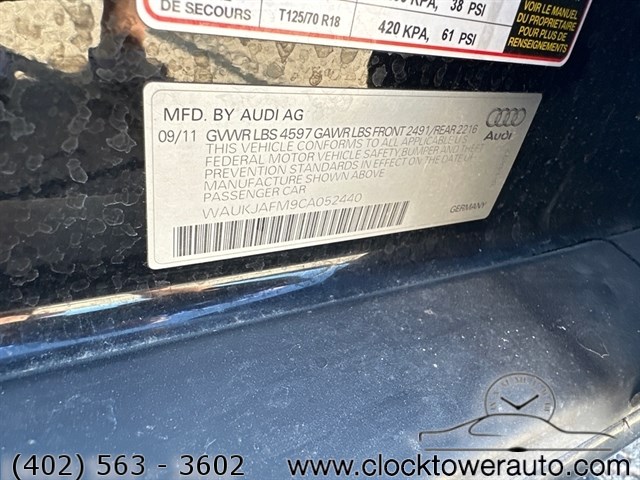 KPA, 38 PSI
DE SECOURS T125/70 R18 420 KPA, 61 PSI
VOIR LE MANUEL
DU PROPRIETAIRE
POUR PLUS DE
RENSEIGNEMENTS
MFD. BY AUDI AG
09/11 GVWR LBS 4597 GAWR LBS FRONT 2491/REAR 2216
THIS VEHICLE CONFORMS TO ALL APPLICABLE U.S.
FEDERAL MOTOR VEHICLE SAFETY, BUMPER, AND THEFT
PREVENTION STANDARDS IN EFFECT ON THE DATE OF
MANUFACTURE SHOWN ABOVE.
PASSENGER CAR
WAUKJAFM9CA052440
Audi
GERMANY
(402) 563 - 3602 www.clocktowerauto.com